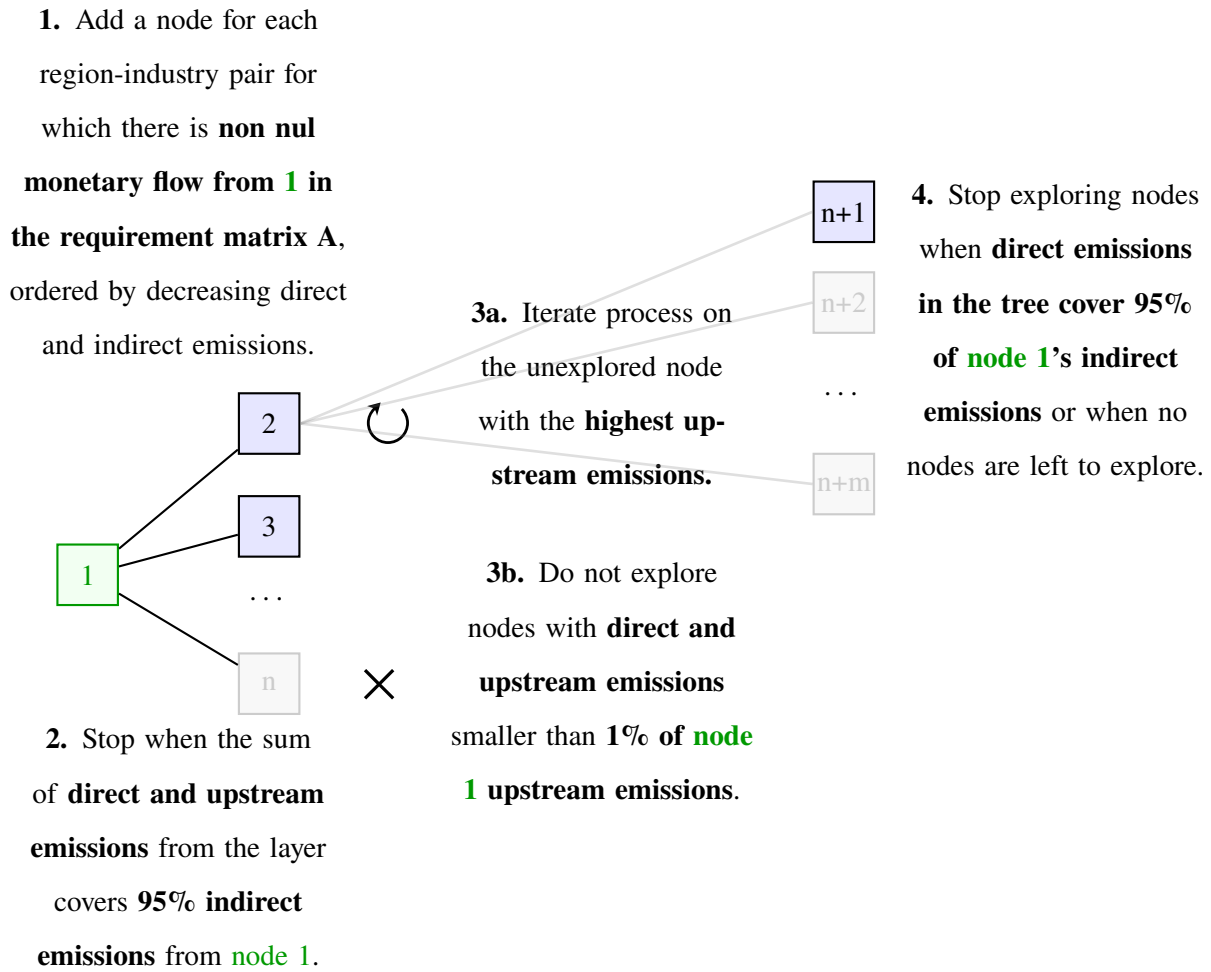 1. Add a node for each
region-industry pair for
which there is non nul
monetary flow from 1 in
the requirement matrix A,
ordered by decreasing direct
and indirect emissions.
2
3
1
...
n
2. Stop when the sum
of direct and upstream
emissions from the layer
covers 95% indirect
emissions from node 1.
3a. Iterate process on
the unexplored node
with the highest up-
stream emissions.
3b. Do not explore
nodes with direct and
upstream emissions
smaller than 1% of node
1 upstream emissions.
n+1
n+2
...
n+m
4. Stop exploring nodes
when direct emissions
in the tree cover 95%
of node 1's indirect
emissions or when no
nodes are left to explore.